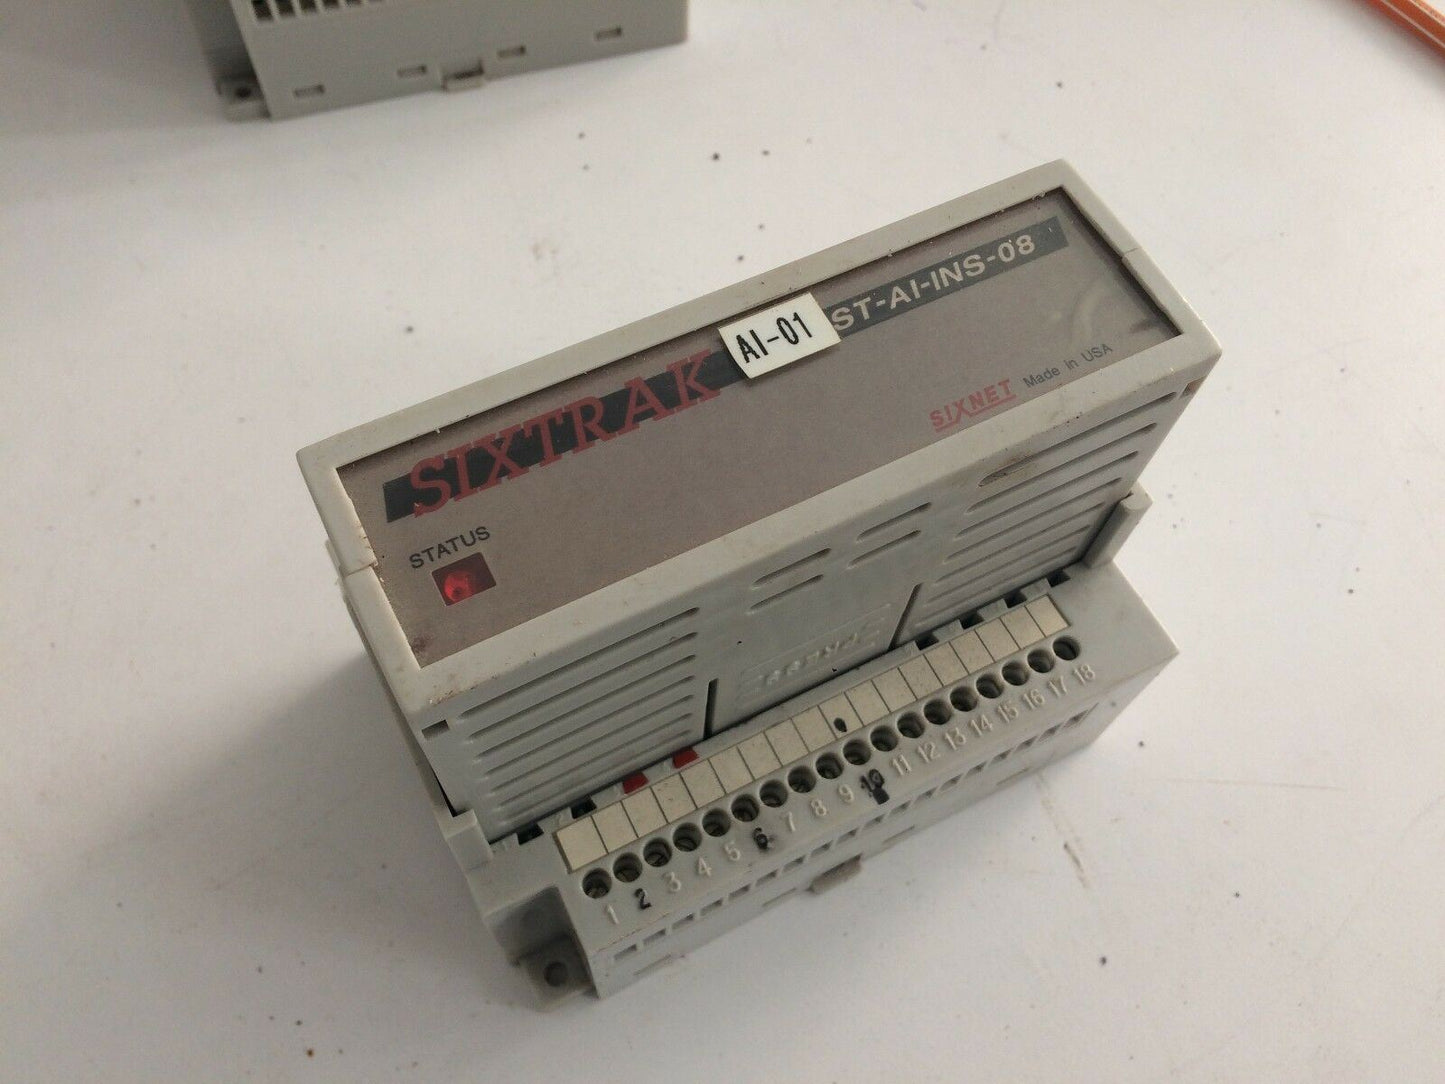 SIXTRAK
AI-01
ST-AI-INS-08
STATUS
SIXNET Made in USA
1 2 3 4 5 6 7 8 9 10 11 12 13 14 15 16 17 18